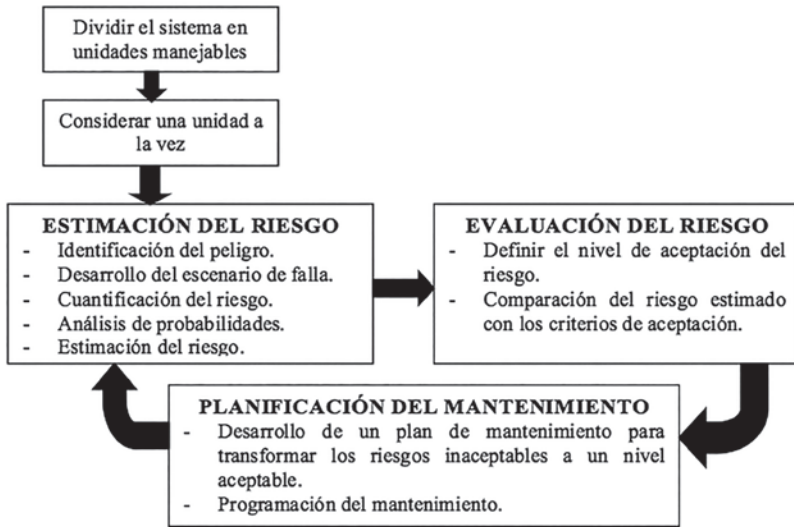 Dividir el sistema en
unidades manejables
Considerar una unidad a
la vez
ESTIMACIÓN DEL RIESGO
- Identificación del peligro.
- Desarrollo del escenario de falla.
- Cuantificación del riesgo.
- Análisis de probabilidades.
- Estimación del riesgo.
EVALUACIÓN DEL RIESGO
- Definir el nivel de aceptación del
riesgo.
- Comparación del riesgo estimado
con los criterios de aceptación.
PLANIFICACIÓN DEL MANTENIMIENTO
- Desarrollo de un plan de mantenimiento para
transformar los riesgos inaceptables a un nivel
aceptable.
- Programación del mantenimiento.